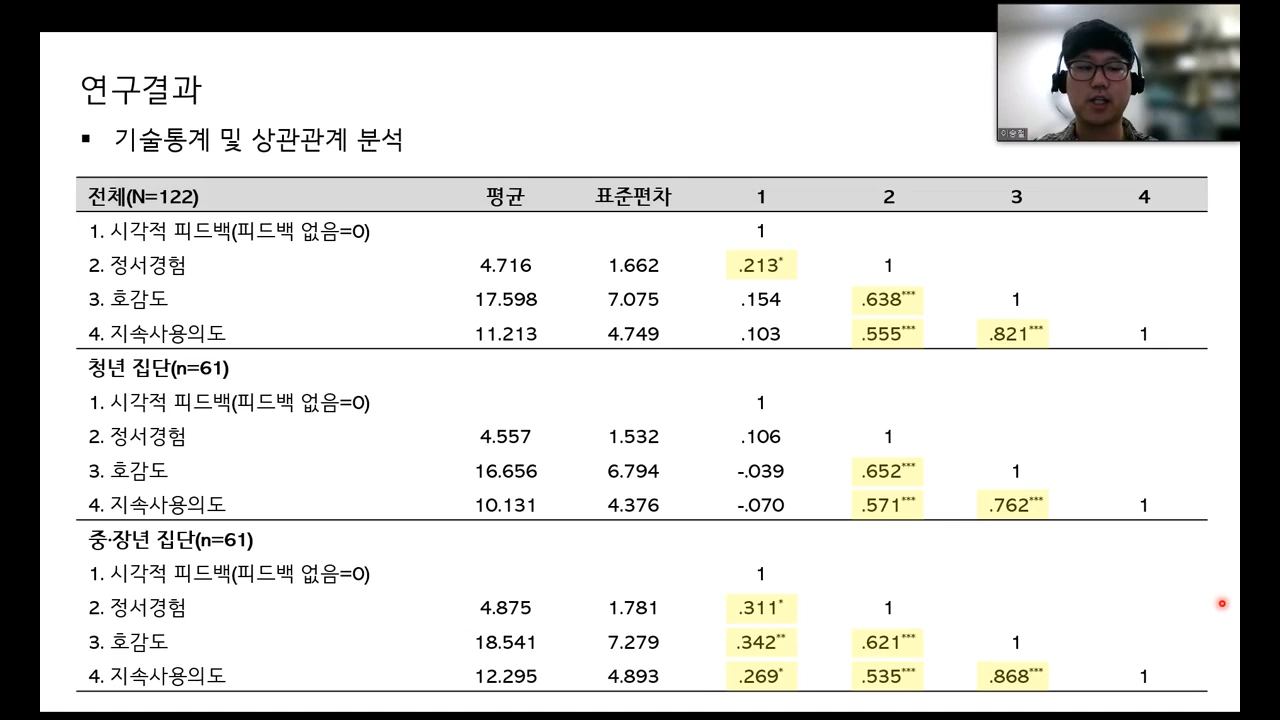 연구결과
▪ 기술통계 및 상관관계 분석
이승철
전체(N=122) 평균 표준편차 1 2 3 4
1. 시각적 피드백(피드백 없음=0) 1
2. 정서경험 4.716 1.662 .213* 1
3. 호감도 17.598 7.075 .154 .638*** 1
4. 지속사용의도 11.213 4.749 .103 .555*** .821*** 1
청년 집단(n=61)
1. 시각적 피드백(피드백 없음=0) 1
2. 정서경험 4.557 1.532 .106 1
3. 호감도 16.656 6.794 -.039 .652*** 1
4. 지속사용의도 10.131 4.376 -.070 .571*** .762*** 1
중·장년 집단(n=61)
1. 시각적 피드백(피드백 없음=0) 1
2. 정서경험 4.875 1.781 .311* 1
3. 호감도 18.541 7.279 .342** .621*** 1
4. 지속사용의도 12.295 4.893 .269* .535*** .868*** 1